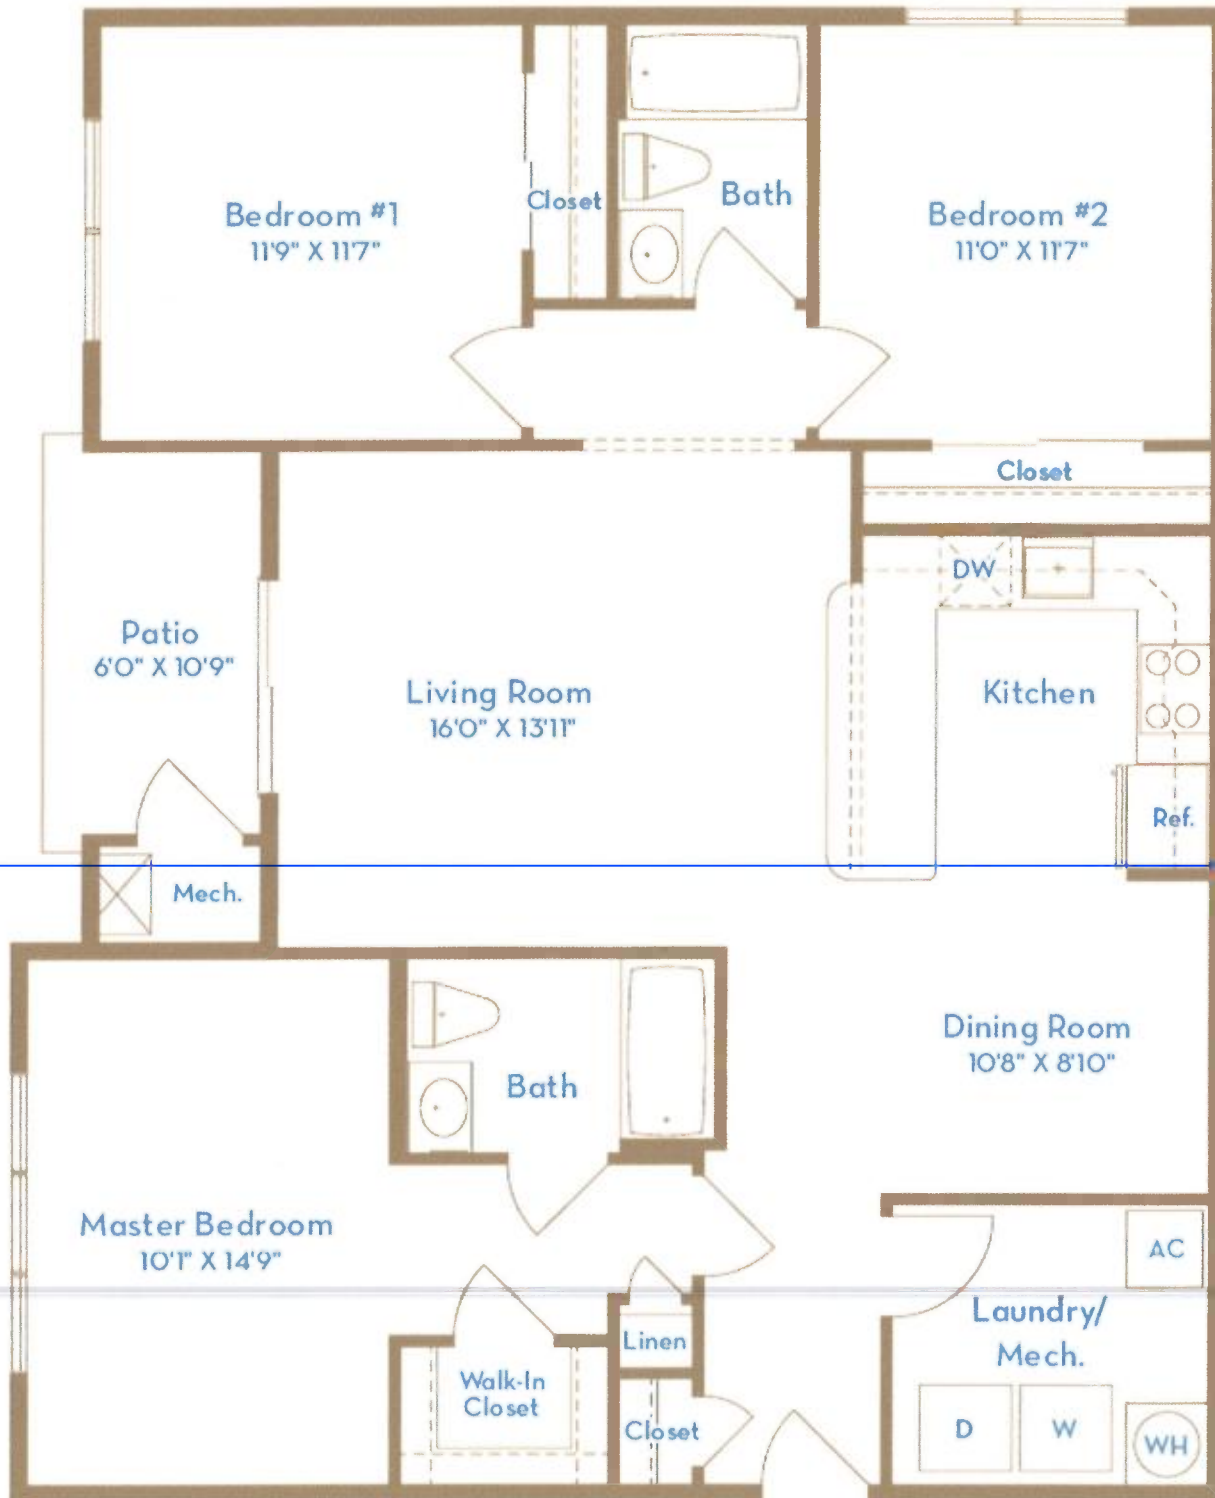 Bedroom #1
11'9" X 11'7"
Closet
Bath
Bedroom #2
11'0" X 11'7"
Closet
DW
Patio
6'0" X 10'9"
Living Room
16'0" X 13'11"
Kitchen
Ref.
Mech.
Dining Room
10'8" X 8'10"
Bath
Master Bedroom
10'1" X 14'9"
AC
Laundry/
Mech.
Linen
Walk-In
Closet
Closet
D
W
WH